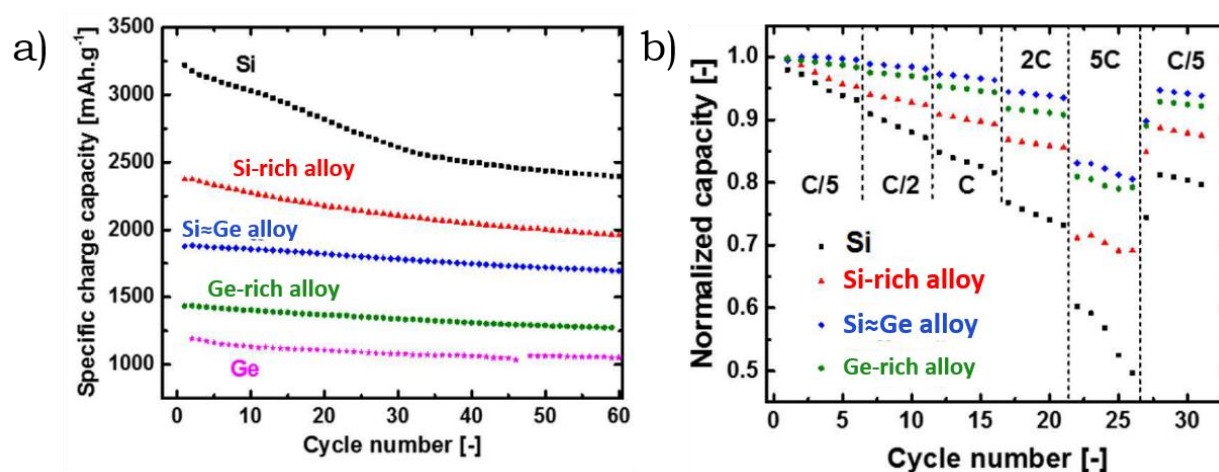 a)
Specific charge capacity [mAh.g⁻¹]
3500
3000
2500
2000
1500
1000
Si
Si-rich alloy
Si≈Ge alloy
Ge-rich alloy
Ge
0 10 20 30 40 50 60
Cycle number [-]
b)
Normalized capacity [-]
1.0
0.9
0.8
0.7
0.6
0.5
2C 5C C/5
C/5 C/2 C
Si
Si-rich alloy
Si≈Ge alloy
Ge-rich alloy
0 5 10 15 20 25 30
Cycle number [-]